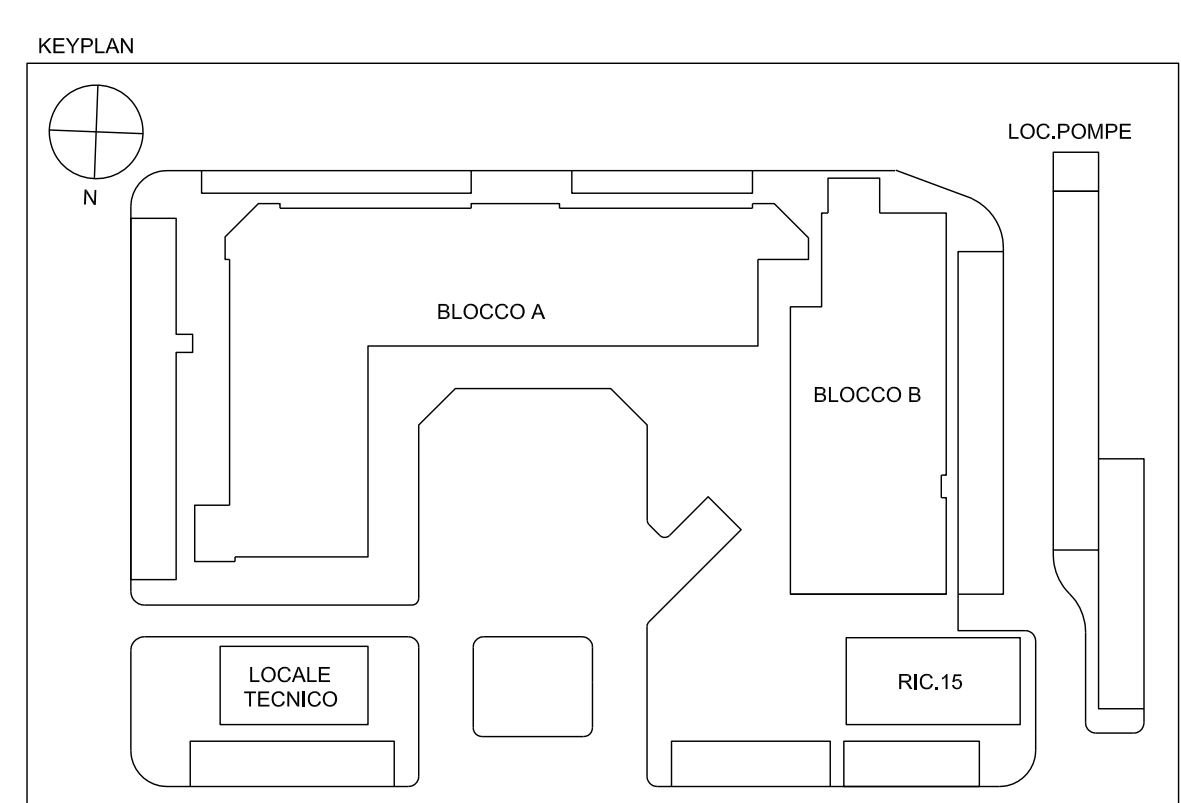 KEYPLAN
LOC.POMPE
N
BLOCCO A
BLOCCO B
LOCALE
TECNICO
RIC.15